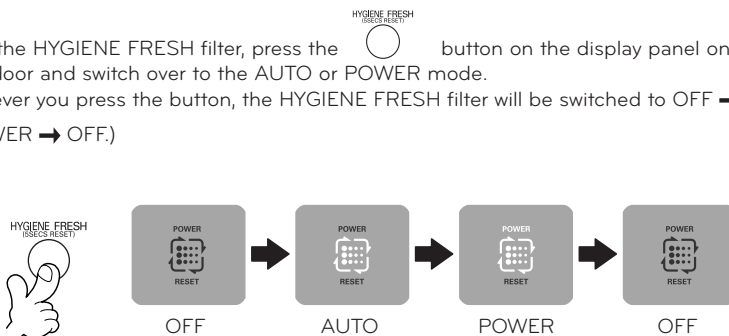 HYGIENE FRESH
(5SECS RESET)
the HYGIENE FRESH filter, press the button on the display panel on
door and switch over to the AUTO or POWER mode.
ever you press the button, the HYGIENE FRESH filter will be switched to OFF →
→ OFF.)
HYGIENE FRESH
(5SECS RESET)
POWER POWER POWER POWER
RESET RESET RESET RESET
OFF AUTO POWER OFF